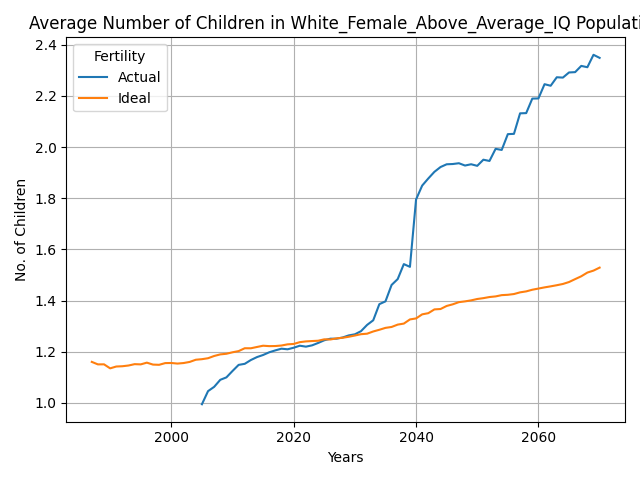 Average Number of Children in White_Female_Above_Average_IQ Populati
Fertility
Actual
Ideal
2.4
2.2
2.0
1.8
1.6
1.4
1.2
1.0
No. of Children
2000
2020
2040
2060
Years